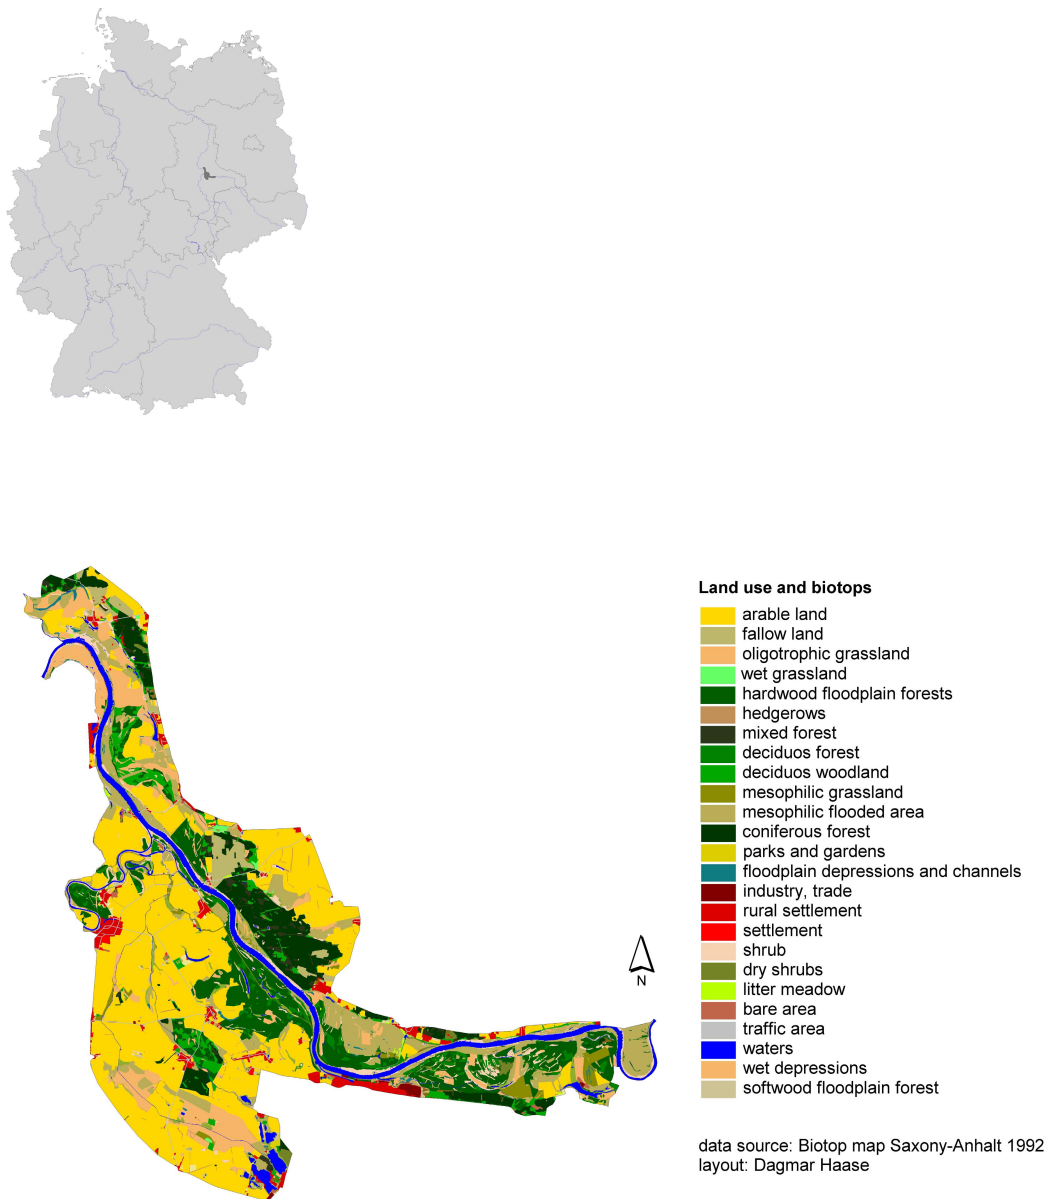 Land use and biotops
arable land
fallow land
oligotrophic grassland
wet grassland
hardwood floodplain forests
hedgerows
mixed forest
deciduos forest
deciduos woodland
mesophilic grassland
mesophilic flooded area
coniferous forest
parks and gardens
floodplain depressions and channels
industry, trade
rural settlement
settlement
shrub
dry shrubs
litter meadow
bare area
traffic area
waters
wet depressions
softwood floodplain forest
N
data source: Biotop map Saxony-Anhalt 1992
layout: Dagmar Haase